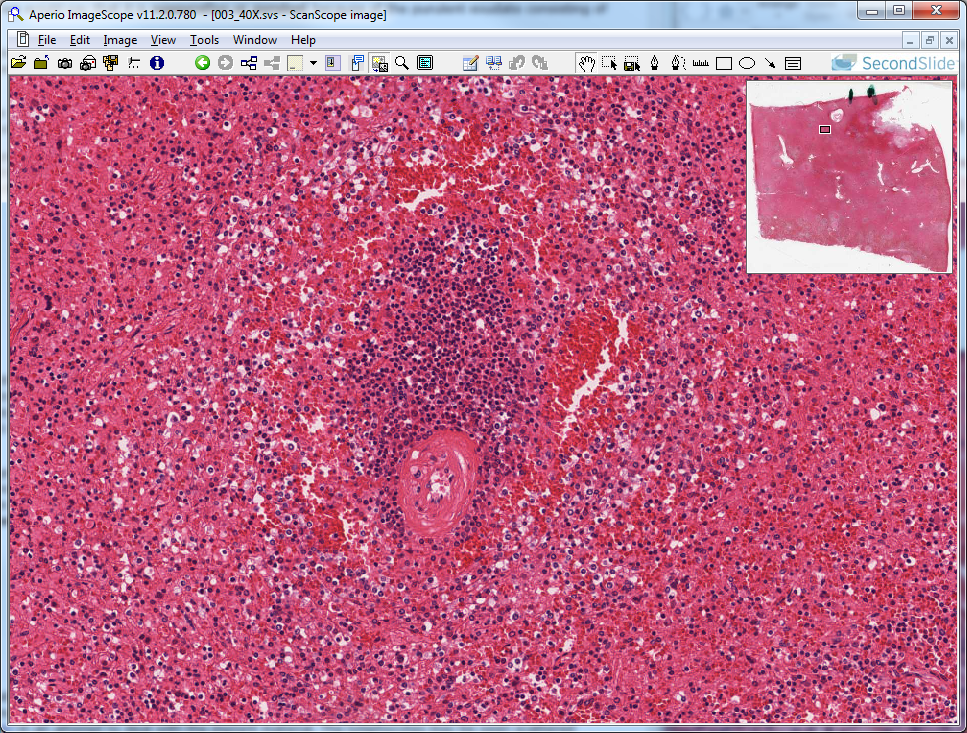 Aperio ImageScope v11.2.0.780 - [003_40X.svs - ScanScope image]
File Edit Image View Tools Window Help
SecondSlide